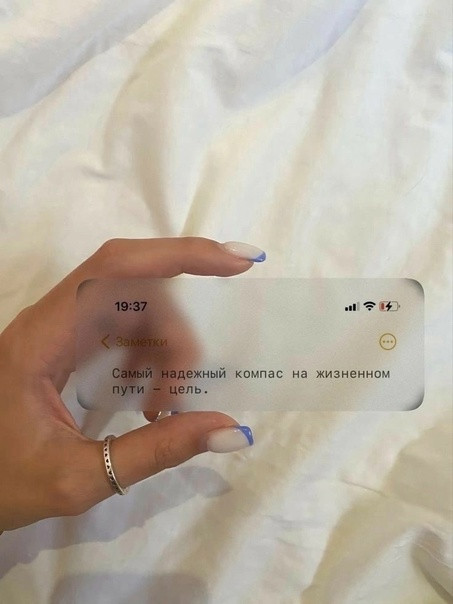 19:37
Заметки
Самый надежный компас на жизненном
пути – цель.